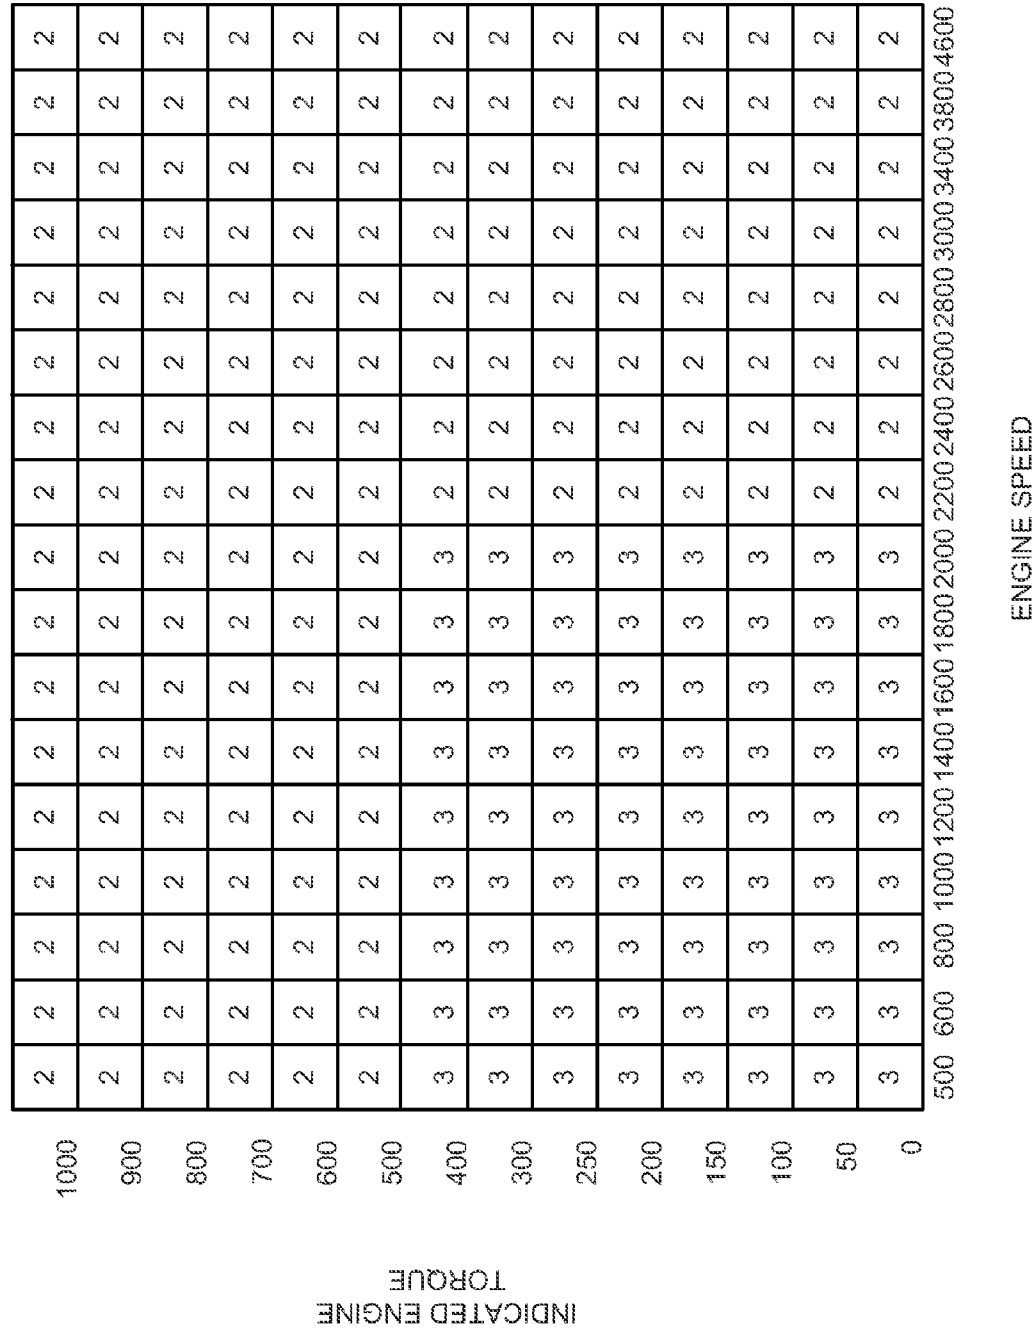 INDICATED ENGINE
TORQUE
1000 2 2 2 2 2 2 2 2 2 2 2 2 2 2 2 2 2
900 2 2 2 2 2 2 2 2 2 2 2 2 2 2 2 2 2
800 2 2 2 2 2 2 2 2 2 2 2 2 2 2 2 2 2
700 2 2 2 2 2 2 2 2 2 2 2 2 2 2 2 2 2
600 2 2 2 2 2 2 2 2 2 2 2 2 2 2 2 2 2
500 2 2 2 2 2 2 2 2 2 2 2 2 2 2 2 2 2
400 3 3 3 3 3 3 3 3 3 2 2 2 2 2 2 2 2
300 3 3 3 3 3 3 3 3 3 2 2 2 2 2 2 2 2
250 3 3 3 3 3 3 3 3 3 2 2 2 2 2 2 2 2
200 3 3 3 3 3 3 3 3 3 2 2 2 2 2 2 2 2
150 3 3 3 3 3 3 3 3 3 2 2 2 2 2 2 2 2
100 3 3 3 3 3 3 3 3 3 2 2 2 2 2 2 2 2
50 3 3 3 3 3 3 3 3 3 2 2 2 2 2 2 2 2
0 3 3 3 3 3 3 3 3 3 2 2 2 2 2 2 2 2
500 600 800 1000 1200 1400 1600 1800 2000 2200 2400 2600 2800 3000 3400 3800 4600
ENGINE SPEED